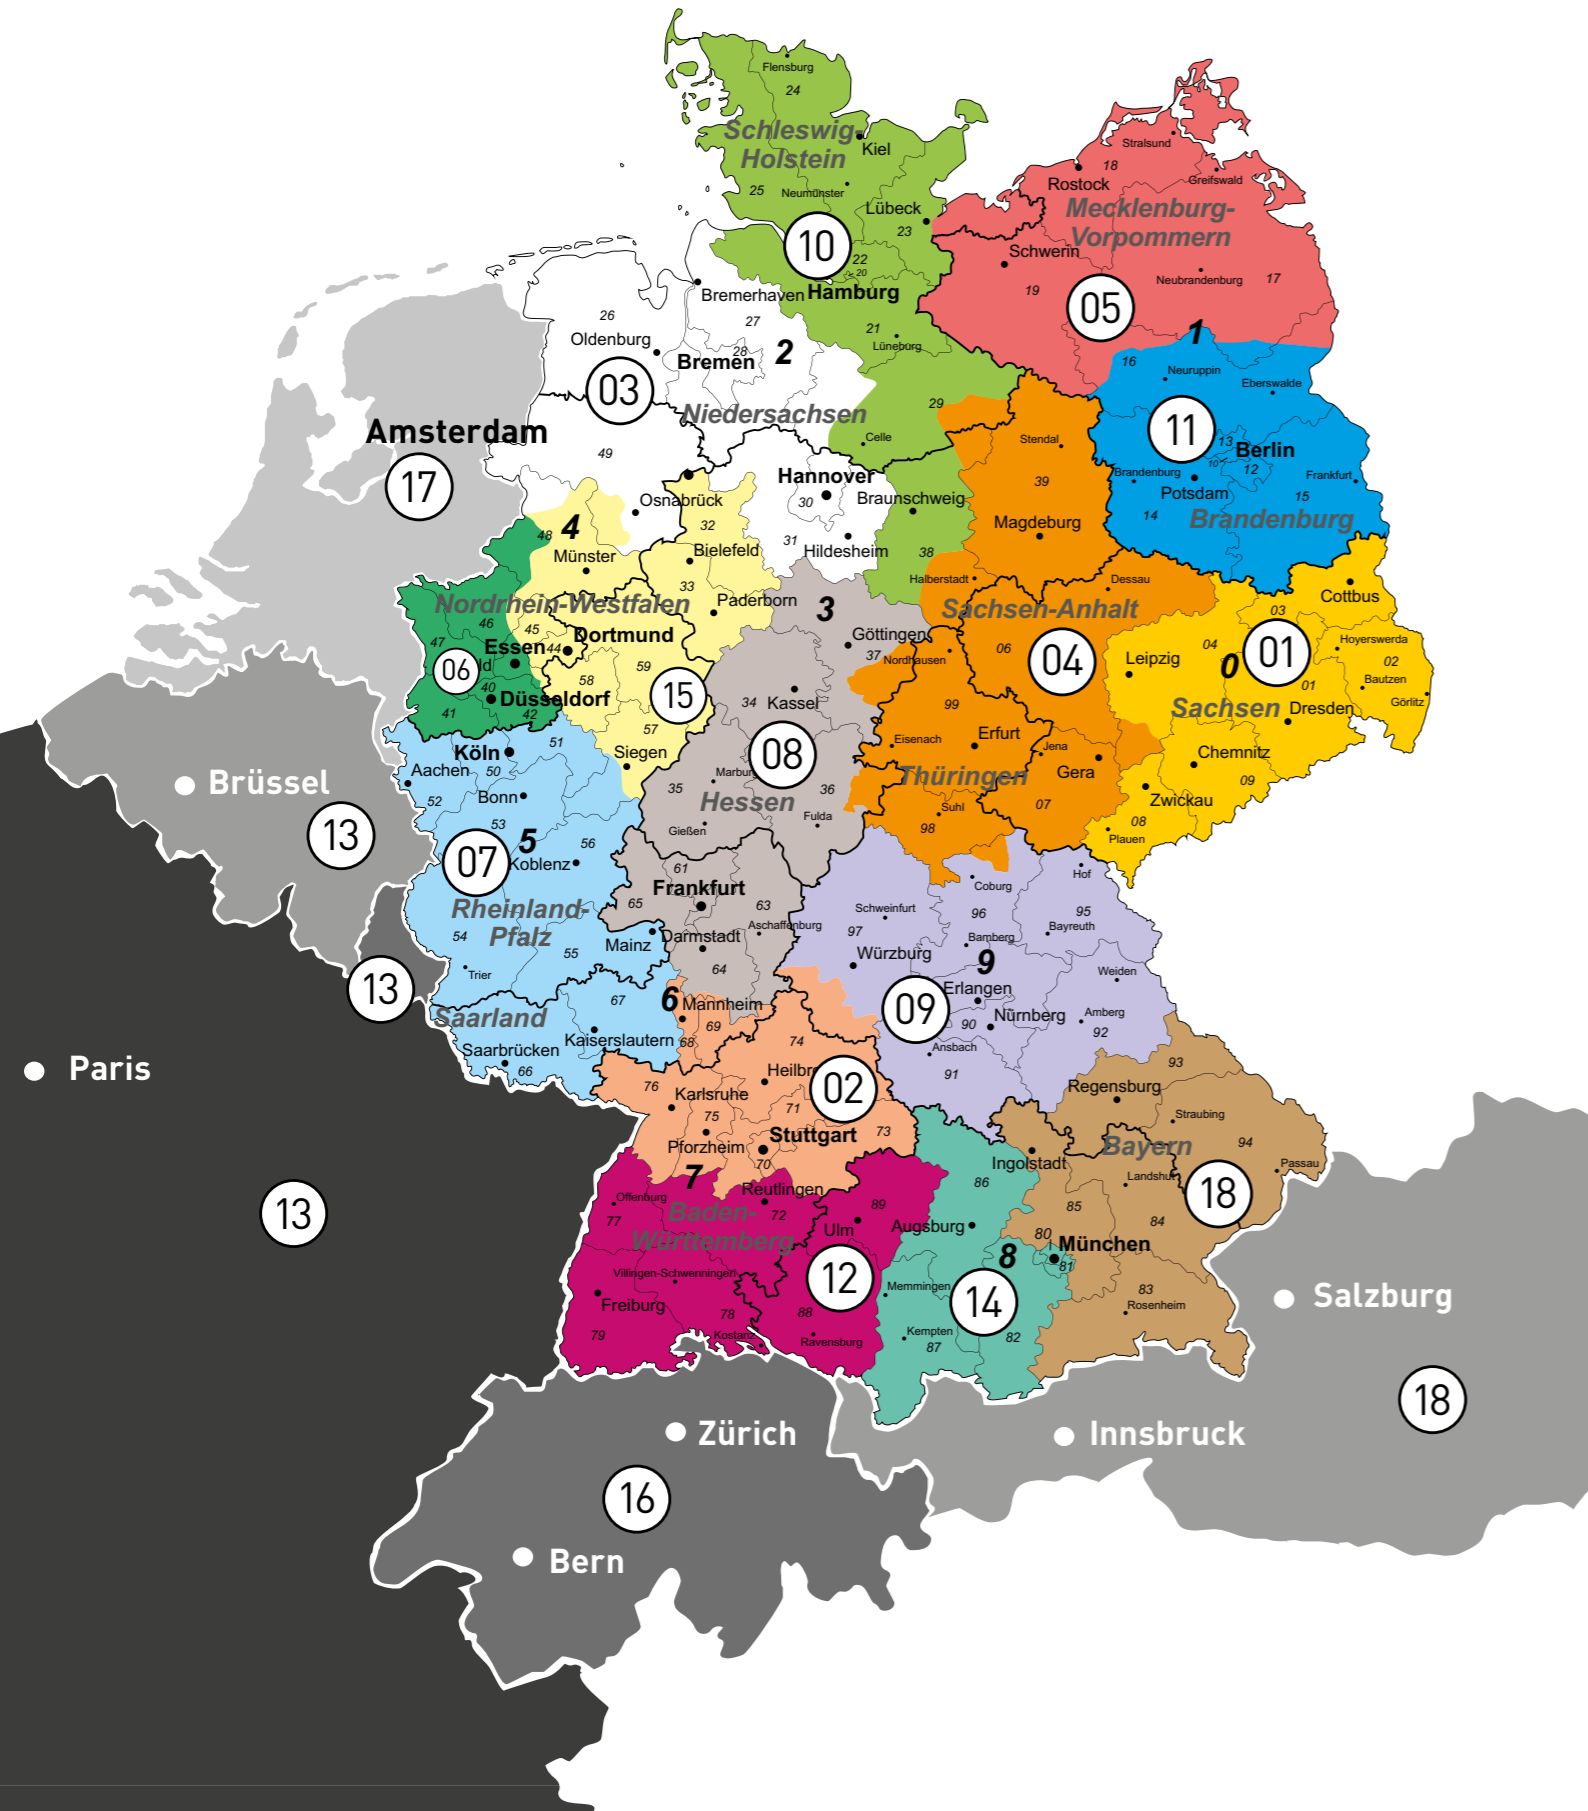 Flensburg
24
Schleswig-
Holstein
Kiel
25
Neumünster
Lübeck
23
10
22
20
Hamburg
21
Lüneburg
29
Celle
Stralsund
18
Rostock
Greifswald
Mecklenburg-
Vorpommern
Schwerin
Neubrandenburg
17
19
05
1
16
Neuruppin
Eberswalde
11
13
Berlin
10
12
Brandenburg
Frankfurt
Potsdam
15
14
Brandenburg
Bremerhaven
26
27
Oldenburg
28
Bremen
2
03
Niedersachsen
49
Amsterdam
17
Hannover
30
Braunschweig
Osnabrück
31
Hildesheim
38
Stendal
39
Magdeburg
Halberstadt
Dessau
Sachsen-Anhalt
06
04
48
4
Münster
32
Bielefeld
33
Paderborn
Nordrhein-Westfalen
46
45
47
Dortmund
Essen
44
06
ld
59
58
40
Düsseldorf
15
41
42
57
Siegen
3
Göttingen
37
Nordhausen
34
Kassel
08
Marburg
35
36
Hessen
Fulda
Gießen
99
Eisenach
Erfurt
Jena
Gera
Thüringen
Suhl
07
98
Cottbus
03
Hoyerswerda
04
Leipzig
0
01
02
Bautzen
01
Görlitz
Sachsen
Dresden
Chemnitz
09
Zwickau
08
Plauen
Köln
51
Aachen
50
52
Bonn
53
5
56
07
Koblenz
Rheinland-
Pfalz
54
55
Mainz
Trier
67
Saarland
Kaiserslautern
Saarbrücken
66
61
Frankfurt
65
63
Aschaffenburg
Darmstadt
64
6
Mannheim
69
68
74
Heilbro
02
76
Karlsruhe
75
71
Pforzheim
Stuttgart
73
70
7
Reutlingen
Hof
Coburg
Schweinfurt
96
95
97
Bamberg
Bayreuth
Würzburg
9
Weiden
Erlangen
09
90
Nürnberg
Amberg
92
Ansbach
91
93
Regensburg
Straubing
Bayern
94
Ingolstadt
Passau
Landshut
18
86
85
84
80
München
81
8
Augsburg
Memmingen
14
83
Rosenheim
Kempten
87
82
Offenburg
77
Baden-
Württemberg
72
89
Ulm
12
Villingen-Schwenningen
Freiburg
78
88
79
Kostanz
Ravensburg
Brüssel
13
13
Paris
13
Salzburg
18
Innsbruck
Zürich
16
Bern